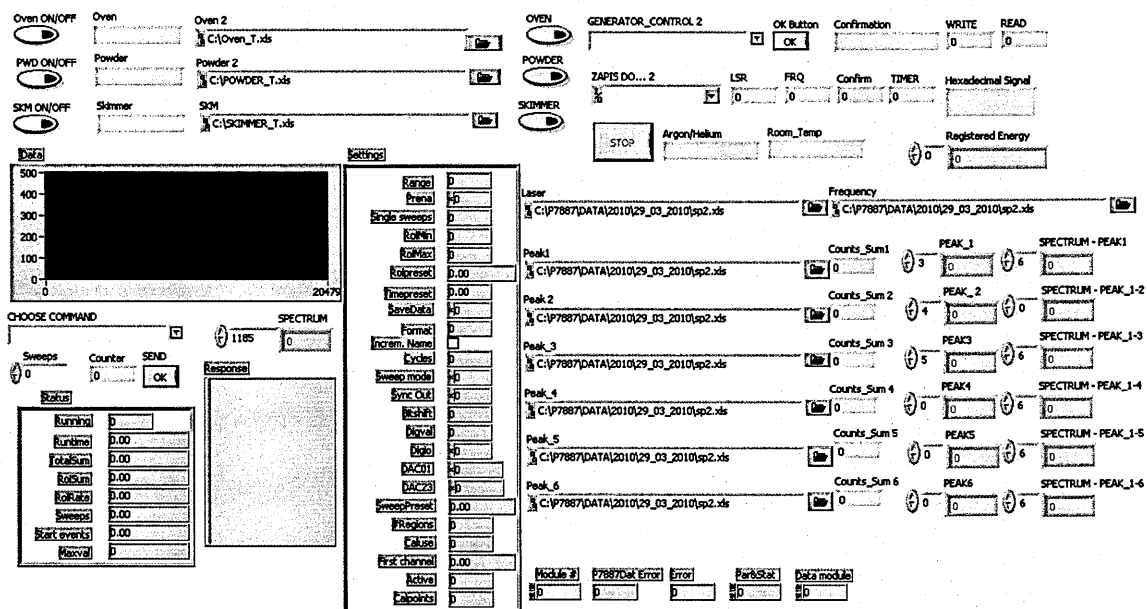 Oven ON/OFF Oven Oven 2
C:\Oven_T.xls
PWD ON/OFF Powder Powder 2
C:\POWDER_T.xls
SKM ON/OFF Skimmer SKM
C:\SKIMMER_T.xls
OVEN GENERATOR_CONTROL 2 OK Button Confirmation WRITE READ
OK 0 0
POWDER
ZAPIS DO... 2 LSR FRQ Confirm TIMER Hexadecimal Signal
0 0 0 0
SKIMMER
STOP Argon/Helium Room_Temp Registered Energy
0 0
Data
500
400
300
200
100
0
0 20479
CHOOSE COMMAND SPECTRUM
1185 0
Sweeps Counter SEND
0 0 OK
Response
Status
Running 0
Runtime 0.00
TotalSum 0.00
RoiSum 0.00
RoiRate 0.00
Sweeps 0.00
Start events 0.00
Maxval 0
Settings
Range 0
Prena
Single sweeps 0
RoiMin 0
RoiMax 0
Roipreset 0.00
Timepreset 0.00
SaveData
Format 0
Increm. Name
Cycles 0
Sweep mode
Sync Out
Bitshift 0
Digval 0
Digio
DAC01
DAC23
SweepPreset 0.00
#Regions 0
Caluse 0
First channel 0.00
Active 0
Calpoints 0
Laser Frequency
C:\P7887\DATA\2010\29_03_2010\sp2.xls C:\P7887\DATA\2010\29_03_2010\sp2.xls
Peak1 Counts_Sum1 PEAK_1 SPECTRUM - PEAK1
C:\P7887\DATA\2010\29_03_2010\sp2.xls 0 3 0 6 0
Peak 2 Counts_Sum 2 PEAK_ 2 SPECTRUM - PEAK_1-2
C:\P7887\DATA\2010\29_03_2010\sp2.xls 0 4 0 0 0
Peak_3 Counts_Sum 3 PEAK3 SPECTRUM - PEAK_1-3
C:\P7887\DATA\2010\29_03_2010\sp2.xls 0 5 0 6 0
Peak_4 Counts_Sum 4 PEAK4 SPECTRUM - PEAK_1-4
C:\P7887\DATA\2010\29_03_2010\sp2.xls 0 0 0 6 0
Peak_5 Counts_Sum 5 PEAK5 SPECTRUM - PEAK_1-5
C:\P7887\DATA\2010\29_03_2010\sp2.xls 0 0 0 6 0
Peak_6 Counts_Sum 6 PEAK6 SPECTRUM - PEAK_1-6
C:\P7887\DATA\2010\29_03_2010\sp2.xls 0 0 0 6 0
Module # P7887Dat Error Error Par&Stat Data module
0 0 0 0 0